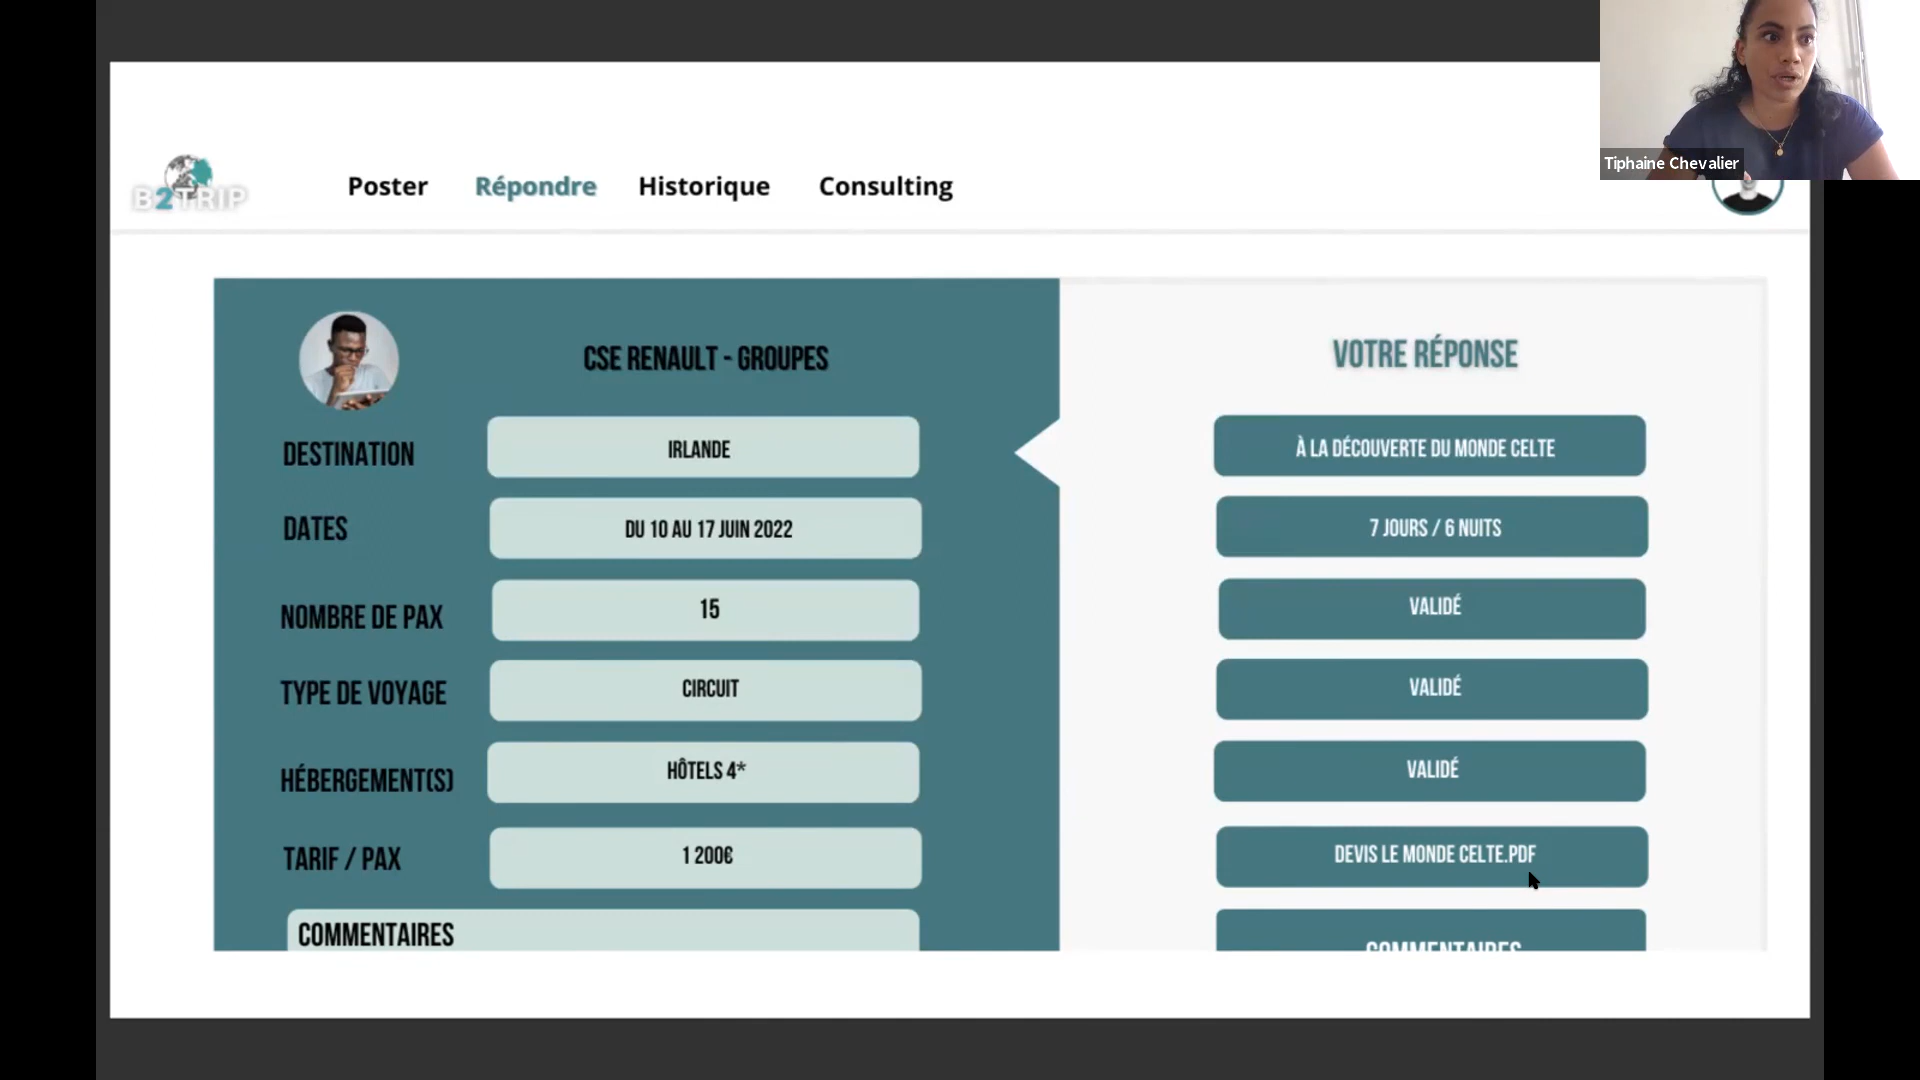 Tiphaine Chevalier
B2TRIP
Poster
Répondre
Historique
Consulting
CSE RENAULT - GROUPES
VOTRE RÉPONSE
DESTINATION
IRLANDE
À LA DÉCOUVERTE DU MONDE CELTE
DATES
DU 10 AU 17 JUIN 2022
7 JOURS / 6 NUITS
NOMBRE DE PAX
15
VALIDÉ
TYPE DE VOYAGE
CIRCUIT
VALIDÉ
HÉBERGEMENT(S)
HÔTELS 4*
VALIDÉ
TARIF / PAX
1 200€
DEVIS LE MONDE CELTE.PDF
COMMENTAIRES
COMMENTAIRES